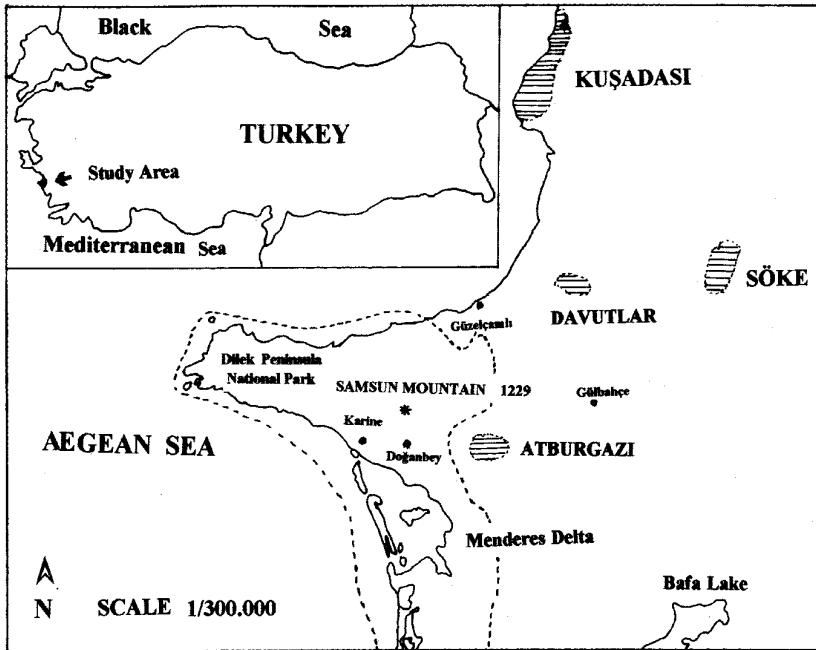 Black Sea
KUŞADASI
TURKEY
Study Area
Mediterranean Sea
SÖKE
DAVUTLAR
Güzelçamlı
Dilek Peninsula
National Park
SAMSUN MOUNTAIN 1229
Gülbahçe
Karine
AEGEAN SEA
Doğanbey
ATBURGAZI
Menderes Delta
Bafa Lake
N SCALE 1/300.000